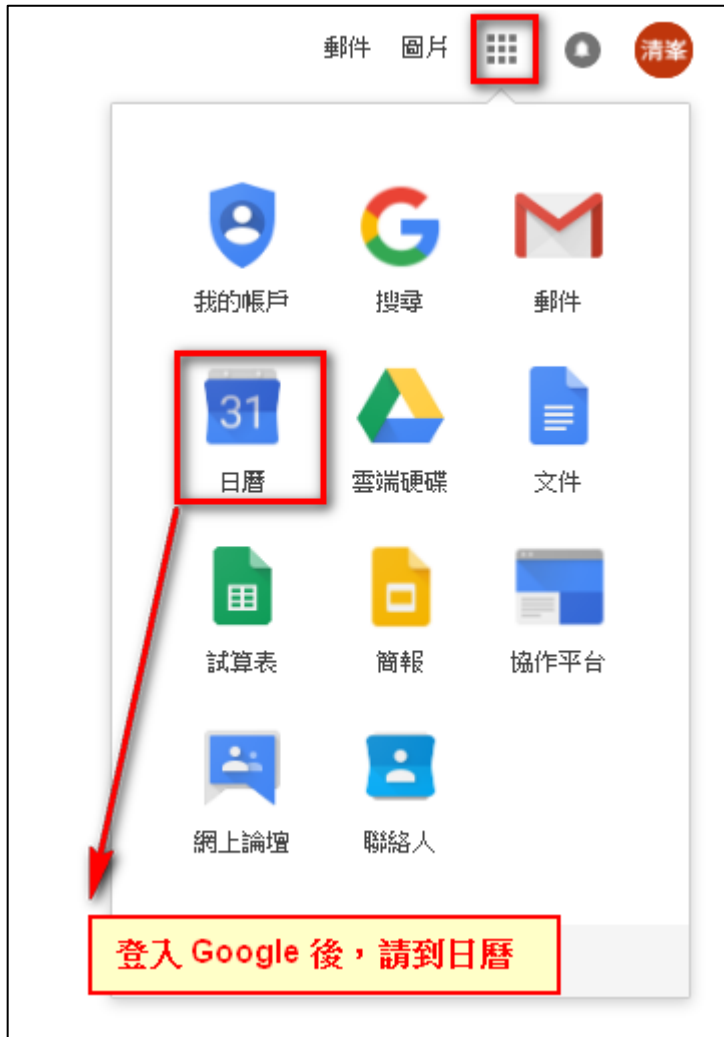 郵件 圖片 清峯
我的帳戶 搜尋 郵件
31
日曆 雲端硬碟 文件
試算表 簡報 協作平台
網上論壇 聯絡人
登入 Google 後，請到日曆